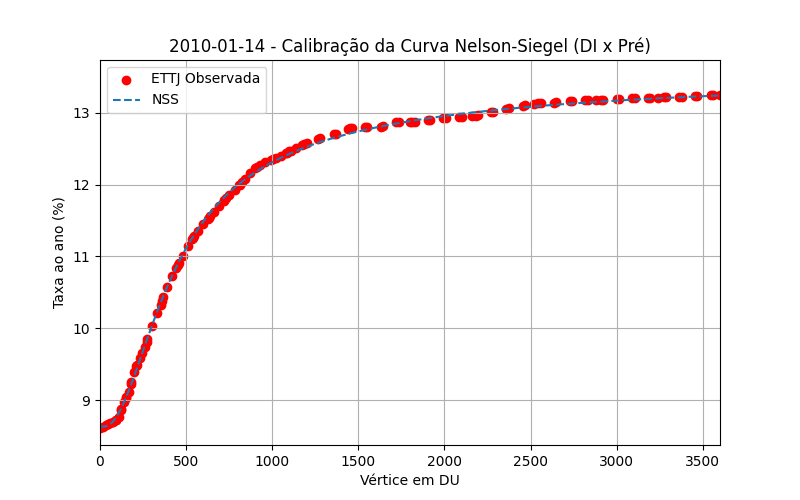 2010-01-14 - Calibração da Curva Nelson-Siegel (DI x Pré)
ETTJ Observada
NSS
Taxa ao ano (%)
13
12
11
10
9
0 500 1000 1500 2000 2500 3000 3500
Vértice em DU